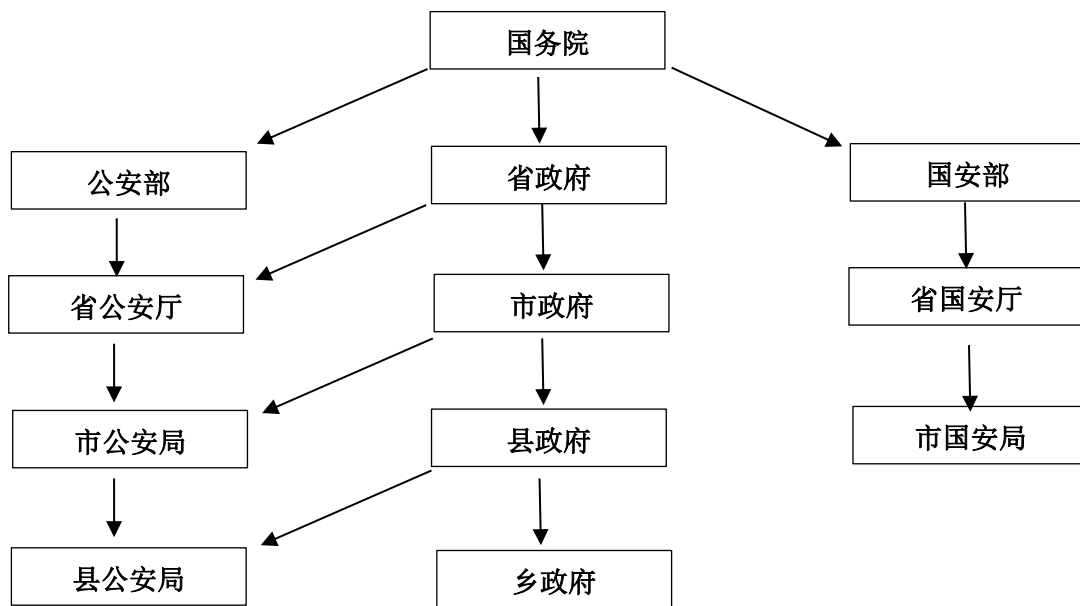 国务院
公安部
省政府
国安部
省公安厅
市政府
省国安厅
市公安局
县政府
市国安局
县公安局
乡政府